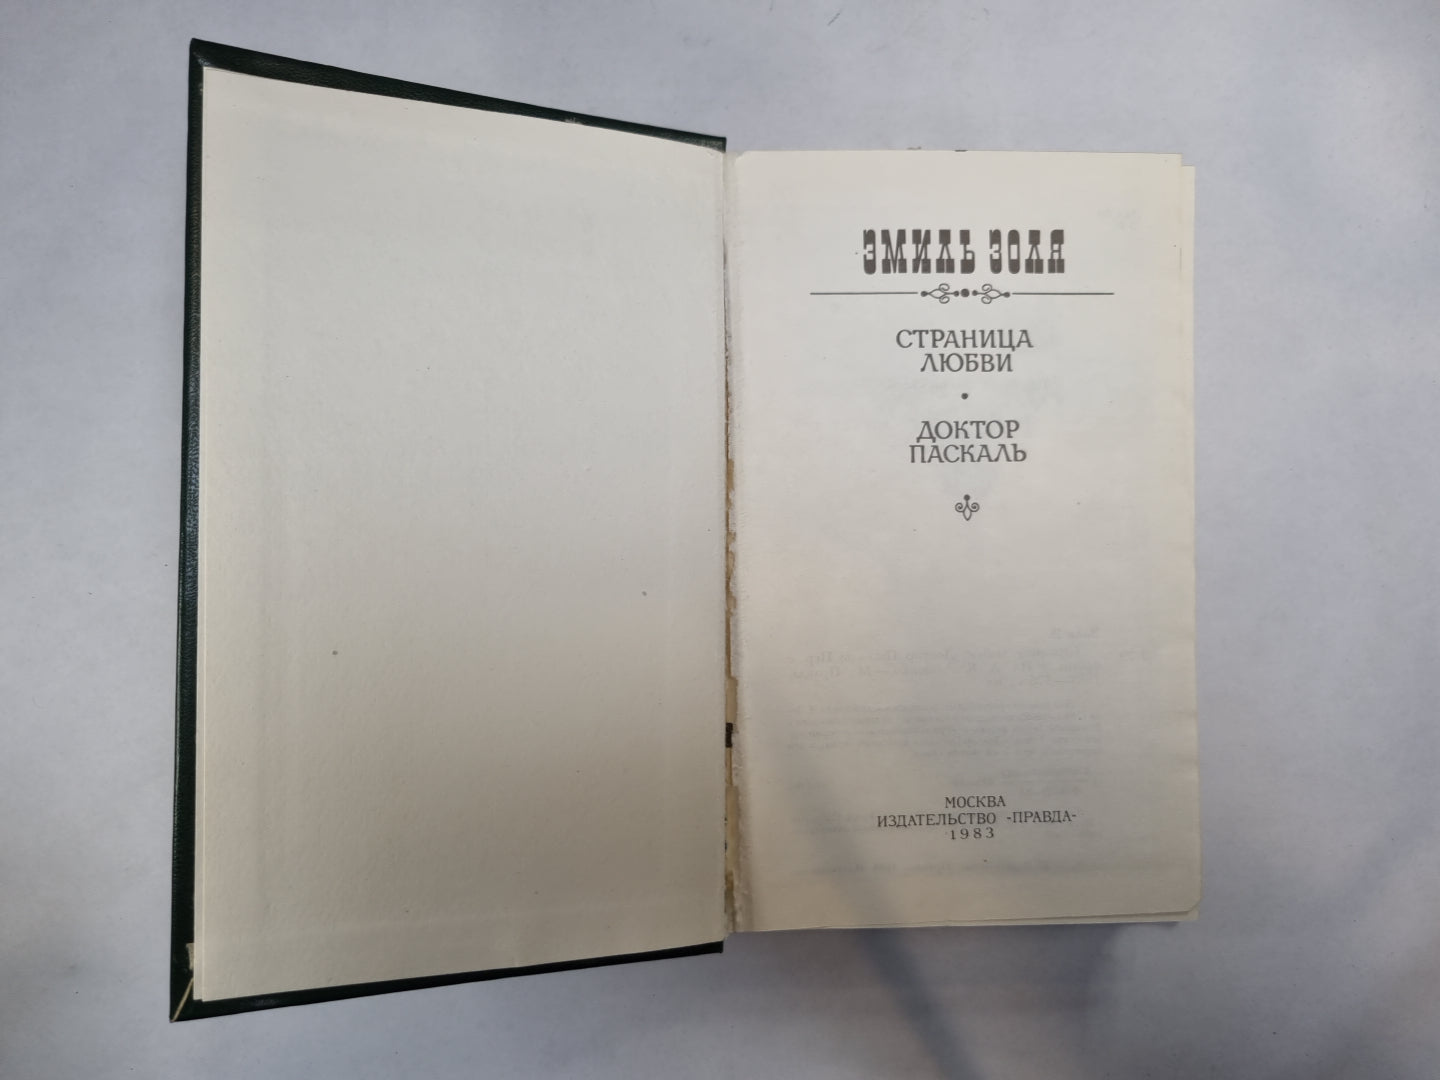 ЭМИЛЬ ЗОЛЯ
СТРАНИЦА
ЛЮБВИ
•
ДОКТОР
ПАСКАЛЬ
МОСКВА
ИЗДАТЕЛЬСТВО «ПРАВДА»
1983